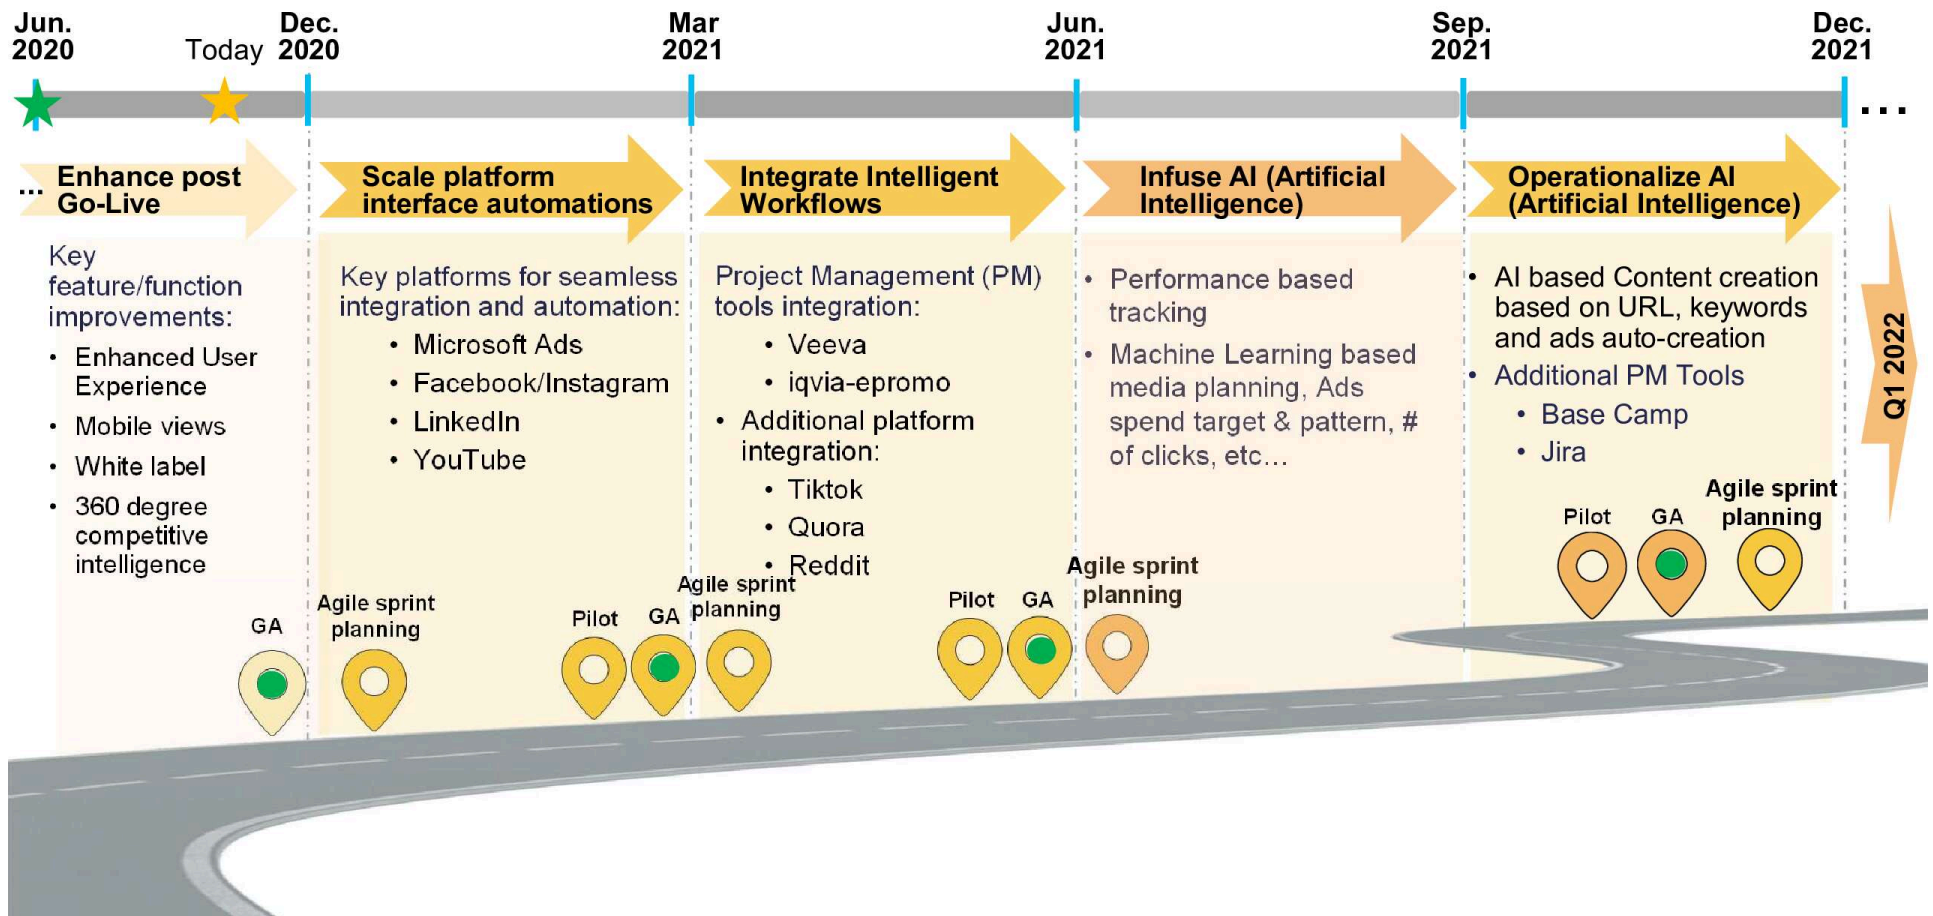 Jun.
2020
Today
Dec.
2020
Mar
2021
Jun.
2021
Sep.
2021
Dec.
2021
...
... Enhance post
Go-Live
Key
feature/function
improvements:
• Enhanced User
Experience
• Mobile views
• White label
• 360 degree
competitive
intelligence
GA
Scale platform
interface automations
Key platforms for seamless
integration and automation:
• Microsoft Ads
• Facebook/Instagram
• LinkedIn
• YouTube
Agile sprint
planning
Pilot
GA
Integrate Intelligent
Workflows
Project Management (PM)
tools integration:
• Veeva
• iqvia-epromo
• Additional platform
integration:
• Tiktok
• Quora
• Reddit
Agile sprint
planning
Pilot
GA
Infuse AI (Artificial
Intelligence)
• Performance based
tracking
• Machine Learning based
media planning, Ads
spend target & pattern, #
of clicks, etc...
Agile sprint
planning
Operationalize AI
(Artificial Intelligence)
• AI based Content creation
based on URL, keywords
and ads auto-creation
• Additional PM Tools
• Base Camp
• Jira
Pilot
GA
Agile sprint
planning
Q1 2022